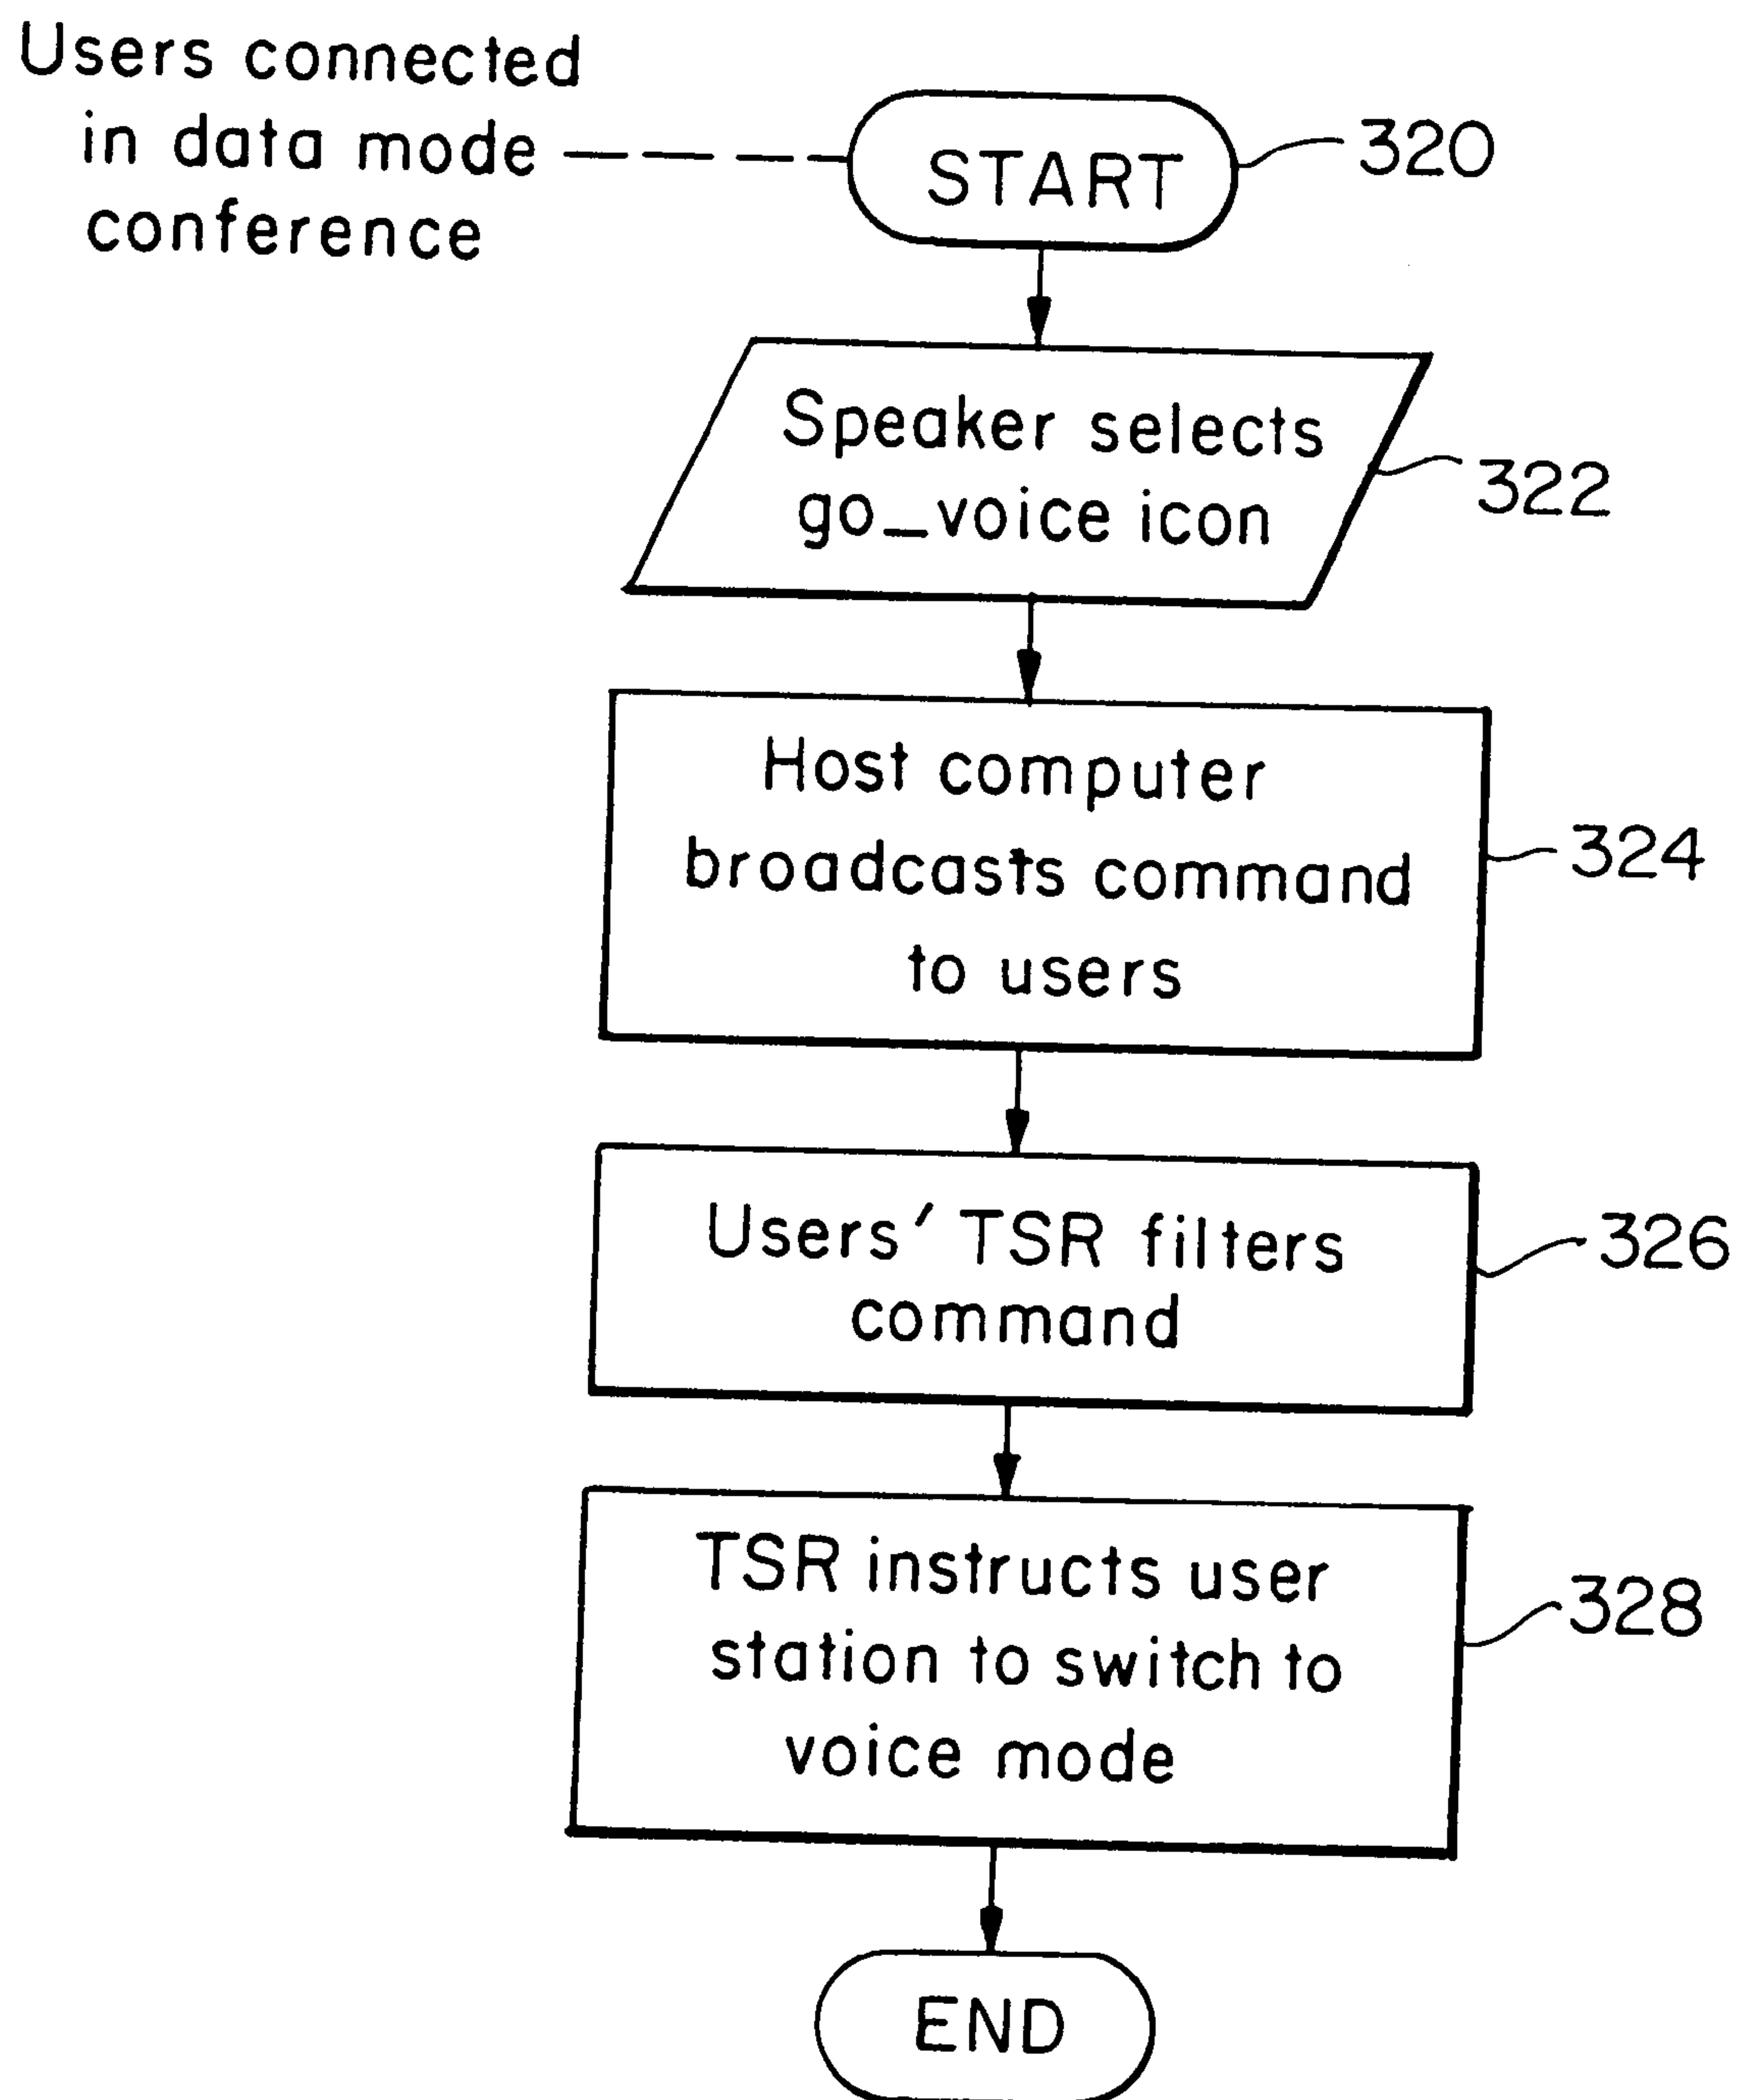 Users connected
in data mode
conference
START
320
Speaker selects
go_voice icon
322
Host computer
broadcasts command
to users
324
Users' TSR filters
command
326
TSR instructs user
station to switch to
voice mode
328
END